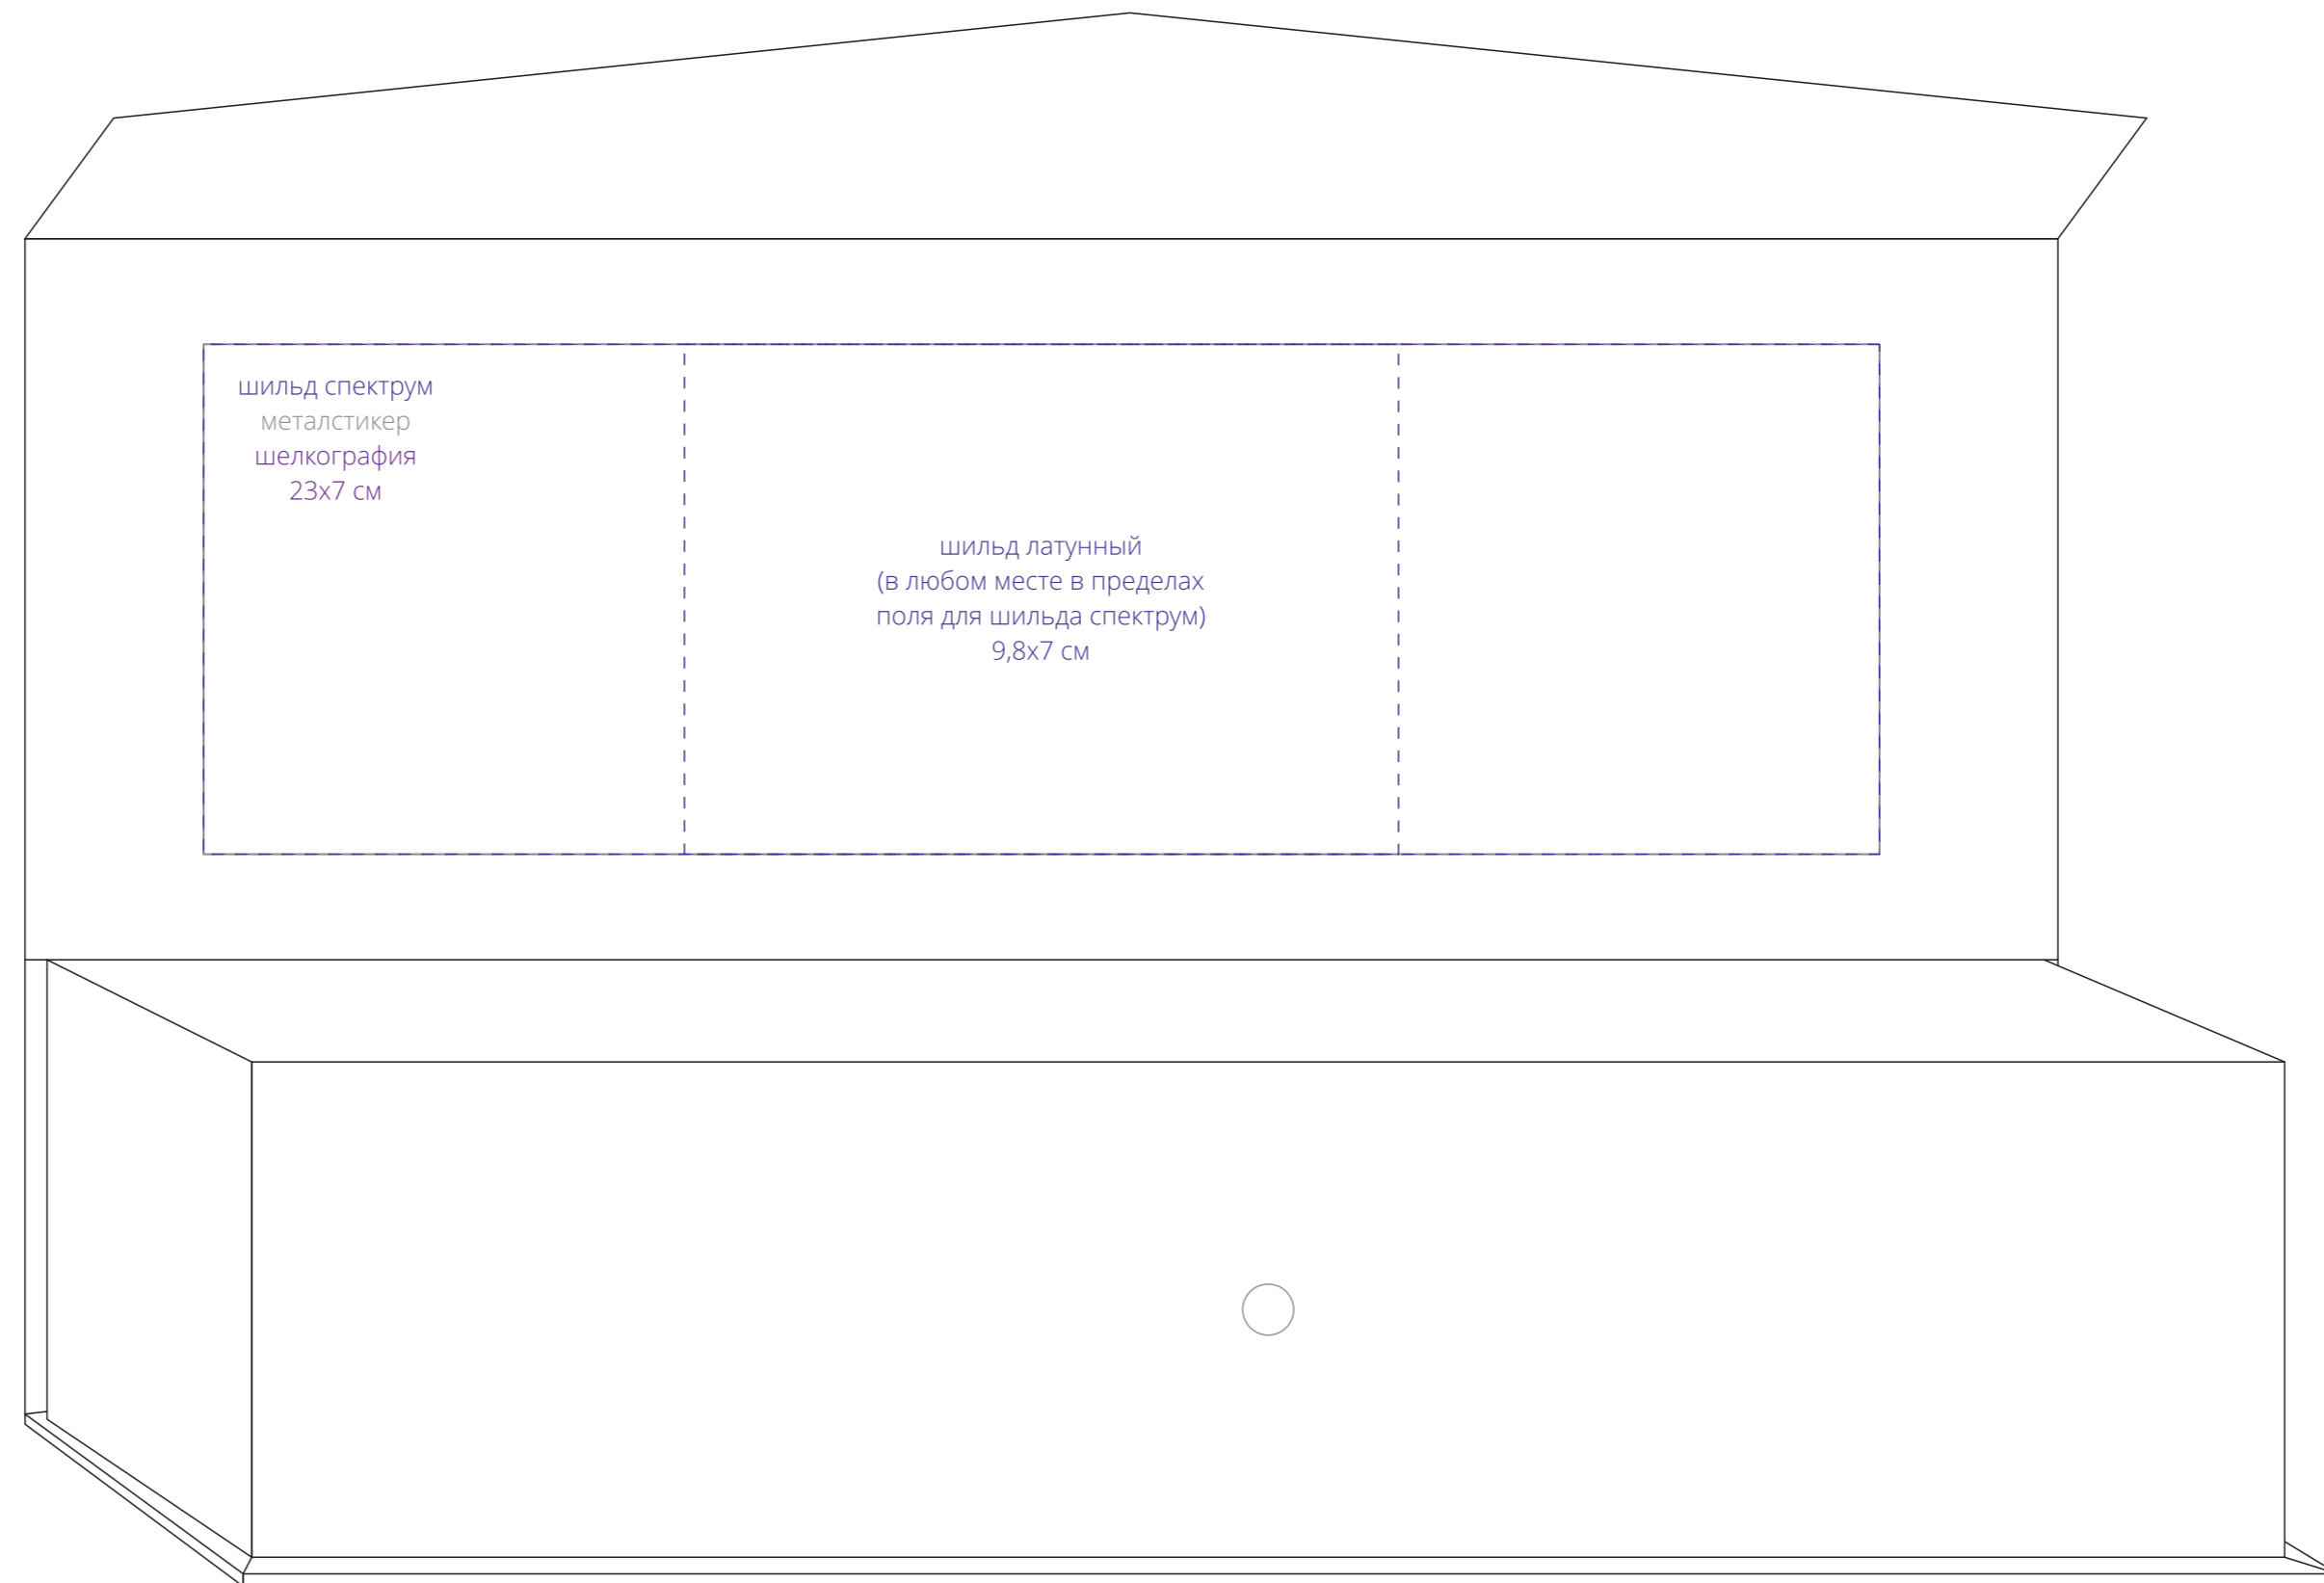 шильд спектрум
металстикер
шелкография
23х7 см
шильд латунный
(в любом месте в пределах
поля для шильда спектрум)
9,8х7 см